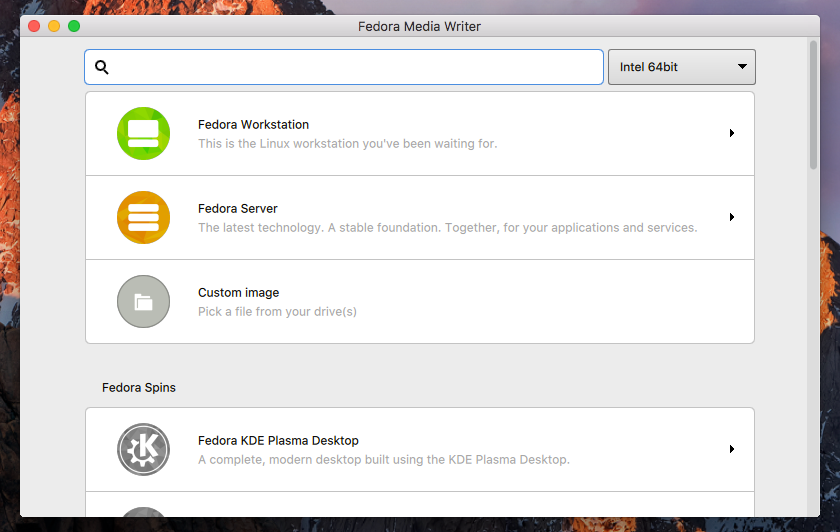 Fedora Media Writer
Intel 64bit
Fedora Workstation
This is the Linux workstation you've been waiting for.
Fedora Server
The latest technology. A stable foundation. Together, for your applications and services.
Custom image
Pick a file from your drive(s)
Fedora Spins
Fedora KDE Plasma Desktop
A complete, modern desktop built using the KDE Plasma Desktop.